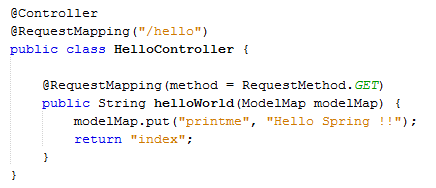 @Controller
@RequestMapping("/hello")
public class HelloController {
@RequestMapping(method = RequestMethod.GET)
public String helloWorld(ModelMap modelMap) {
modelMap.put("printme", "Hello Spring !!");
return "index";
}
}